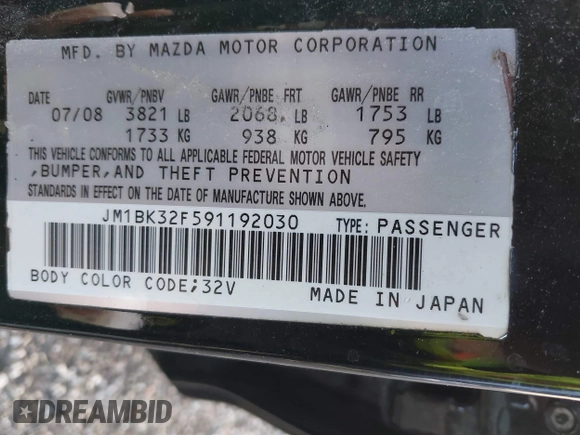 MFD. BY MAZDA MOTOR CORPORATION
DATE GVWR/PNBV GAWR/PNBE FRT GAWR/PNBE RR
07/08 3821 LB 2068 LB 1753 LB
1733 KG 938 KG 795 KG
THIS VEHICLE CONFORMS TO ALL APPLICABLE FEDERAL MOTOR VEHICLE SAFETY
,BUMPER,AND THEFT PREVENTION
STANDARDS IN EFFECT ON THE DATE OF MANUFACTURE SHOWN ABOVE.
JM1BK32F591192030 TYPE: PASSENGER
BODY COLOR CODE;32V MADE IN JAPAN
DREAMBID